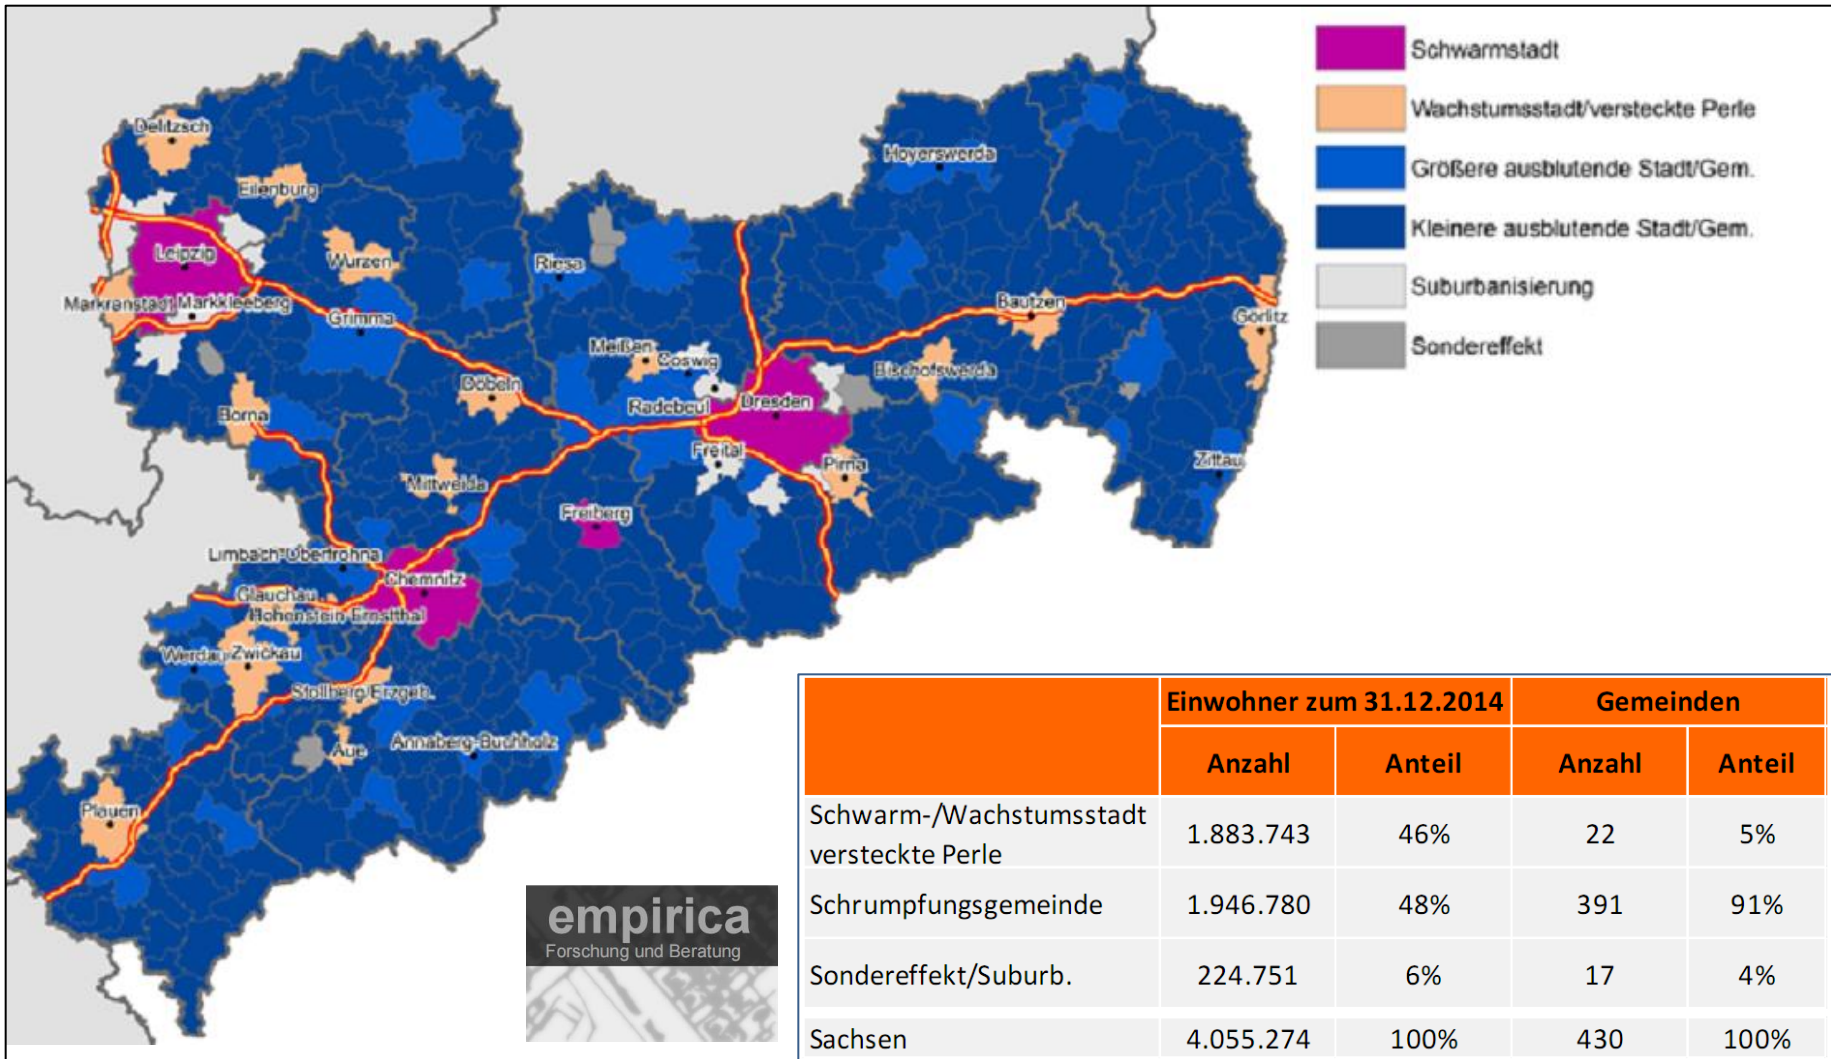 Schwarmstadt
Wachstumsstadt/versteckte Perle
Größere ausblutende Stadt/Gem.
Kleinere ausblutende Stadt/Gem.
Suburbanisierung
Sondereffekt
Delitzsch
Eilenburg
Hoyerswerda
Leipzig
Wurzen
Riesa
Markranstädt Markkleeberg
Grimma
Bautzen
Görlitz
Meißen
Coswig
Bischofswerda
Döbeln
Radebeul
Dresden
Borna
Freital
Pirna
Zittau
Mittweida
Freiberg
Limbach-Oberfrohna
Chemnitz
Glauchau
Hohenstein-Ernstthal
Werdau
Zwickau
Stollberg/Erzgeb.
Aue
Annaberg-Buchholz
Plauen
empirica
Forschung und Beratung
Einwohner zum 31.12.2014 Gemeinden
Anzahl Anteil Anzahl Anteil
Schwarm-/Wachstumsstadt
versteckte Perle 1.883.743 46% 22 5%
Schrumpfungsgemeinde 1.946.780 48% 391 91%
Sondereffekt/Suburb. 224.751 6% 17 4%
Sachsen 4.055.274 100% 430 100%